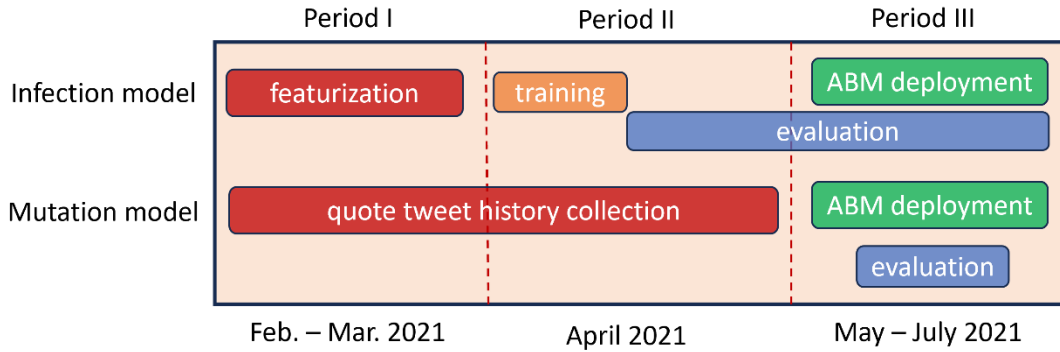 Period I
Period II
Period III
Infection model
featurization
training
ABM deployment
evaluation
Mutation model
quote tweet history collection
ABM deployment
evaluation
Feb. – Mar. 2021
April 2021
May – July 2021